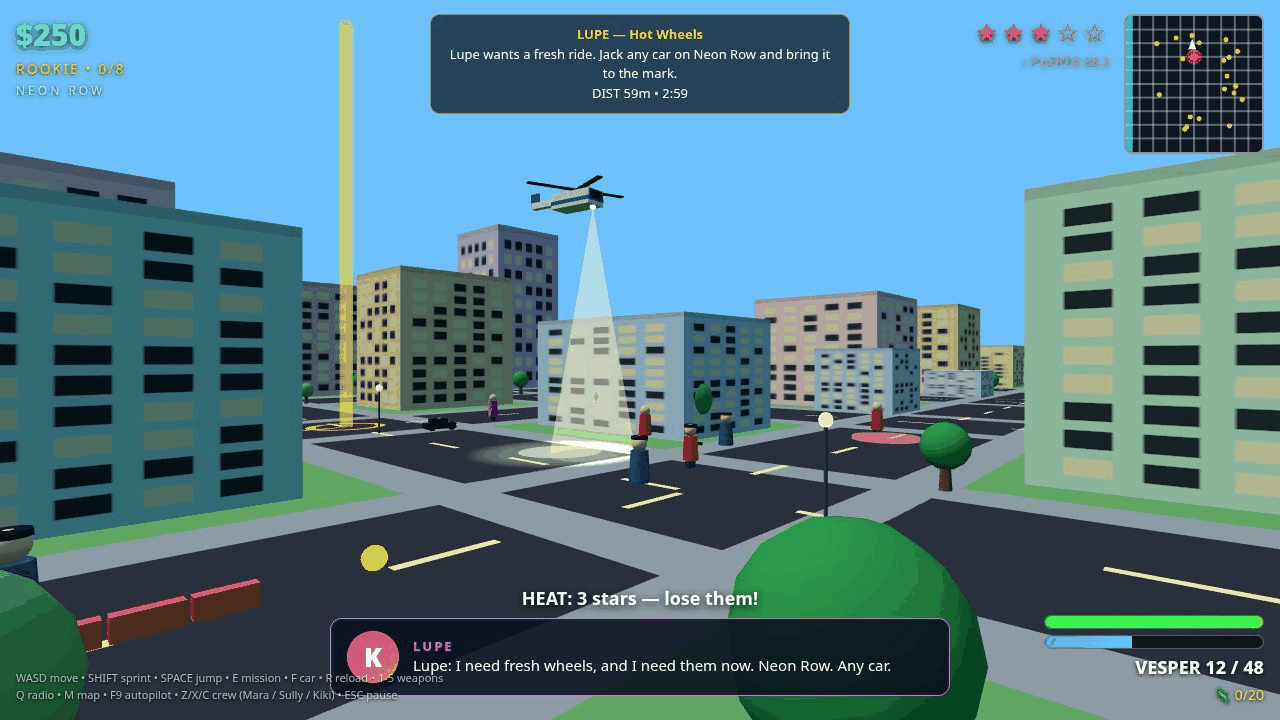 $250
ROOKIE • 0/8
NEON ROW
LUPE — Hot Wheels
Lupe wants a fresh ride. Jack any car on Neon Row and bring it
to the mark.
DIST 59m • 2:59
HEAT: 3 stars — lose them!
K
LUPE
Lupe: I need fresh wheels, and I need them now. Neon Row. Any car.
WASD move • SHIFT sprint • SPACE jump • E mission • F car • R reload • 1-5 weapons
Q radio • M map • F9 autopilot • Z/X/C crew (Mara / Sully / Kiki) • ESC pause
VESPER 12 / 48
0/20